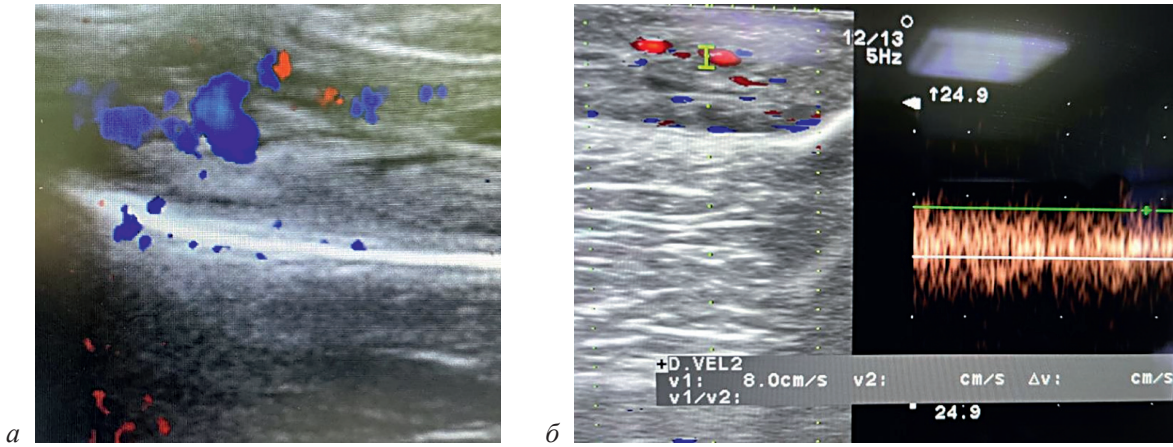 12/13
5Hz
↑24.9
+D.VEL2
v1: 8.0cm/s v2: cm/s Δv: cm/s
v1/v2:
24.9
а
б